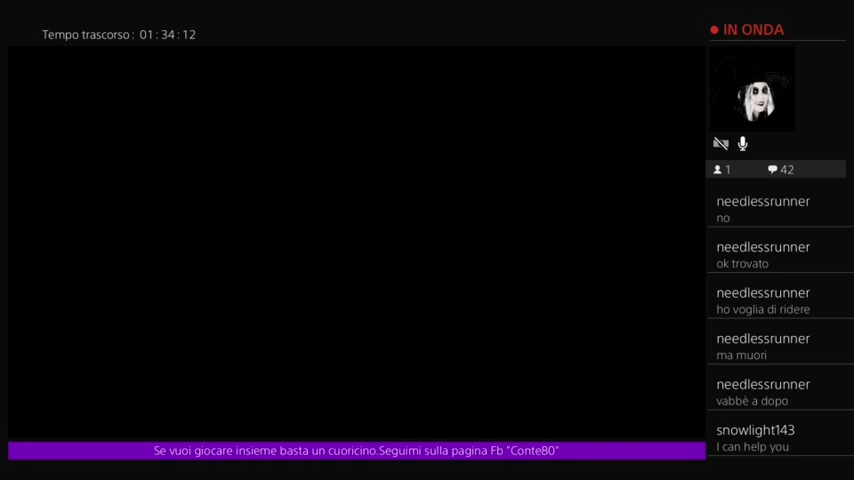 Tempo trascorso: 01:34:12
IN ONDA
1 42
needlessrunner
no
needlessrunner
ok trovato
needlessrunner
ho voglia di ridere
needlessrunner
ma muori
needlessrunner
vabbè a dopo
snowlight143
I can help you
Se vuoi giocare insieme basta un cuoricino.Seguimi sulla pagina Fb "Conte80"